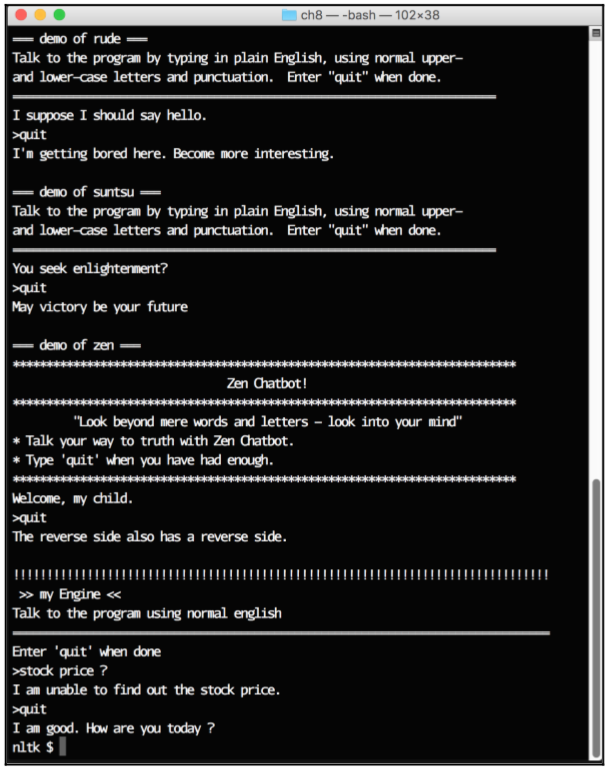 ch8 — -bash — 102×38
=== demo of rude ===
Talk to the program by typing in plain English, using normal upper-
and lower-case letters and punctuation.  Enter "quit" when done.
========================================================================
I suppose I should say hello.
>quit
I'm getting bored here. Become more interesting.
=== demo of suntsu ===
Talk to the program by typing in plain English, using normal upper-
and lower-case letters and punctuation.  Enter "quit" when done.
========================================================================
You seek enlightenment?
>quit
May victory be your future
=== demo of zen ===
***************************************************************************
Zen Chatbot!
***************************************************************************
"Look beyond mere words and letters - look into your mind"
* Talk your way to truth with Zen Chatbot.
* Type 'quit' when you have had enough.
***************************************************************************
Welcome, my child.
>quit
The reverse side also has a reverse side.
!!!!!!!!!!!!!!!!!!!!!!!!!!!!!!!!!!!!!!!!!!!!!!!!!!!!!!!!!!!!!!!!!!!!!!!!!!!!!!!!
>> my Engine <<
Talk to the program using normal english
================================================================================
Enter 'quit' when done
>stock price ?
I am unable to find out the stock price.
>quit
I am good. How are you today ?
nltk $